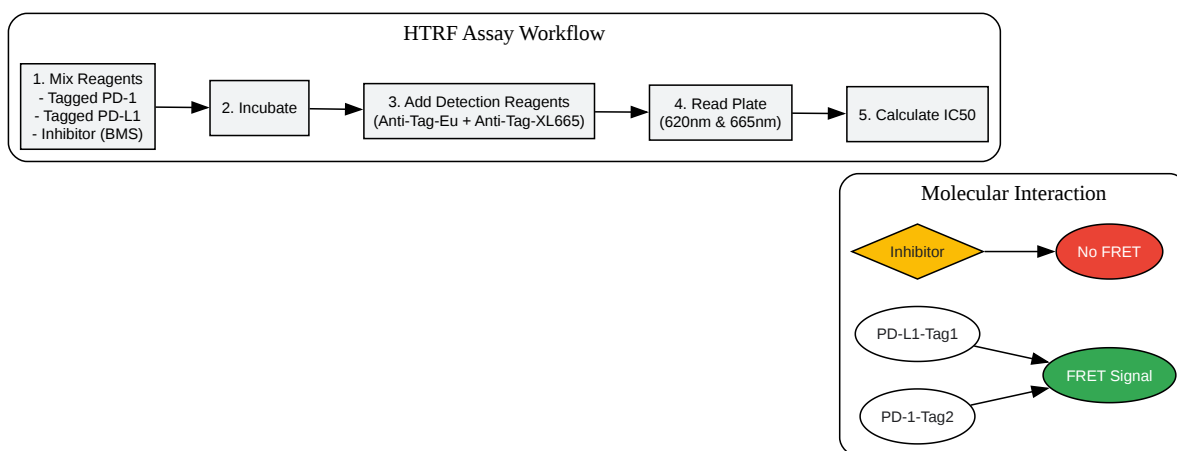 HTRF Assay Workflow
1. Mix Reagents
- Tagged PD-1
- Tagged PD-L1
- Inhibitor (BMS)
2. Incubate
3. Add Detection Reagents
(Anti-Tag-Eu + Anti-Tag-XL665)
4. Read Plate
(620nm & 665nm)
5. Calculate IC50
Molecular Interaction
Inhibitor
No FRET
PD-L1-Tag1
FRET Signal
PD-1-Tag2